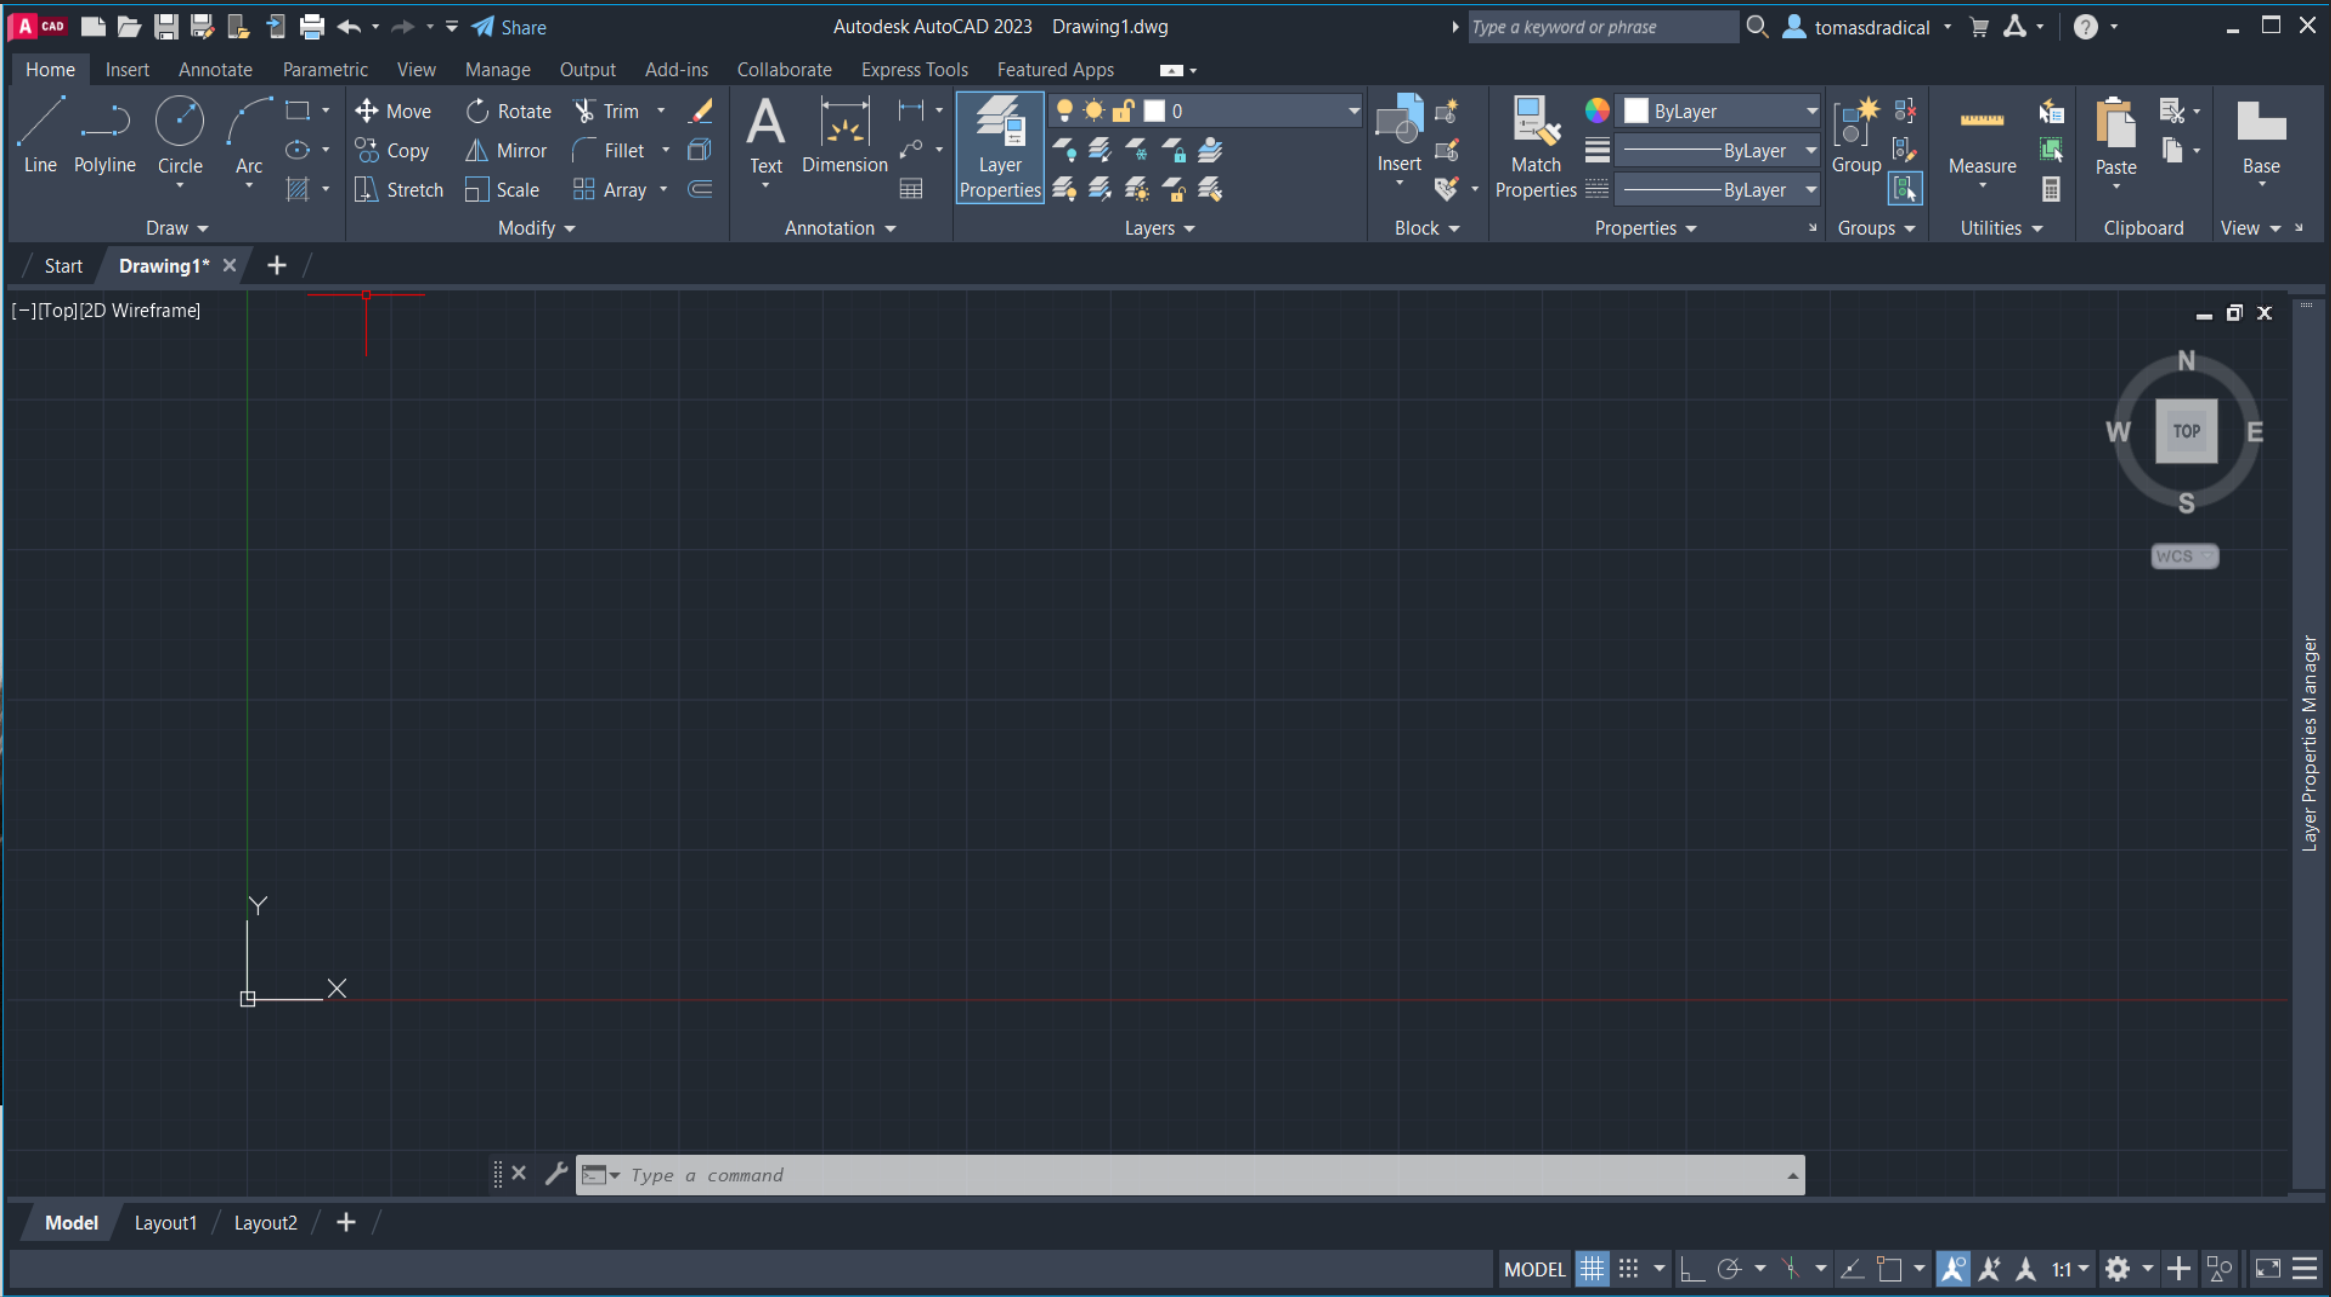 A CAD Share Autodesk AutoCAD 2023 Drawing1.dwg Type a keyword or phrase tomasdradical ?
Home Insert Annotate Parametric View Manage Output Add-ins Collaborate Express Tools Featured Apps
Line Polyline Circle Arc
Move Rotate Trim
Copy Mirror Fillet
Stretch Scale Array
A Text Dimension
Layer Properties
0
Insert
Match Properties
ByLayer
ByLayer
ByLayer
Group
Measure
Paste
Base
Draw Modify Annotation Layers Block Properties Groups Utilities Clipboard View
Start Drawing1* +
[−][Top][2D Wireframe]
N
W TOP E
S
WCS
Layer Properties Manager
Y
X
Type a command
Model Layout1 Layout2 +
MODEL 1:1